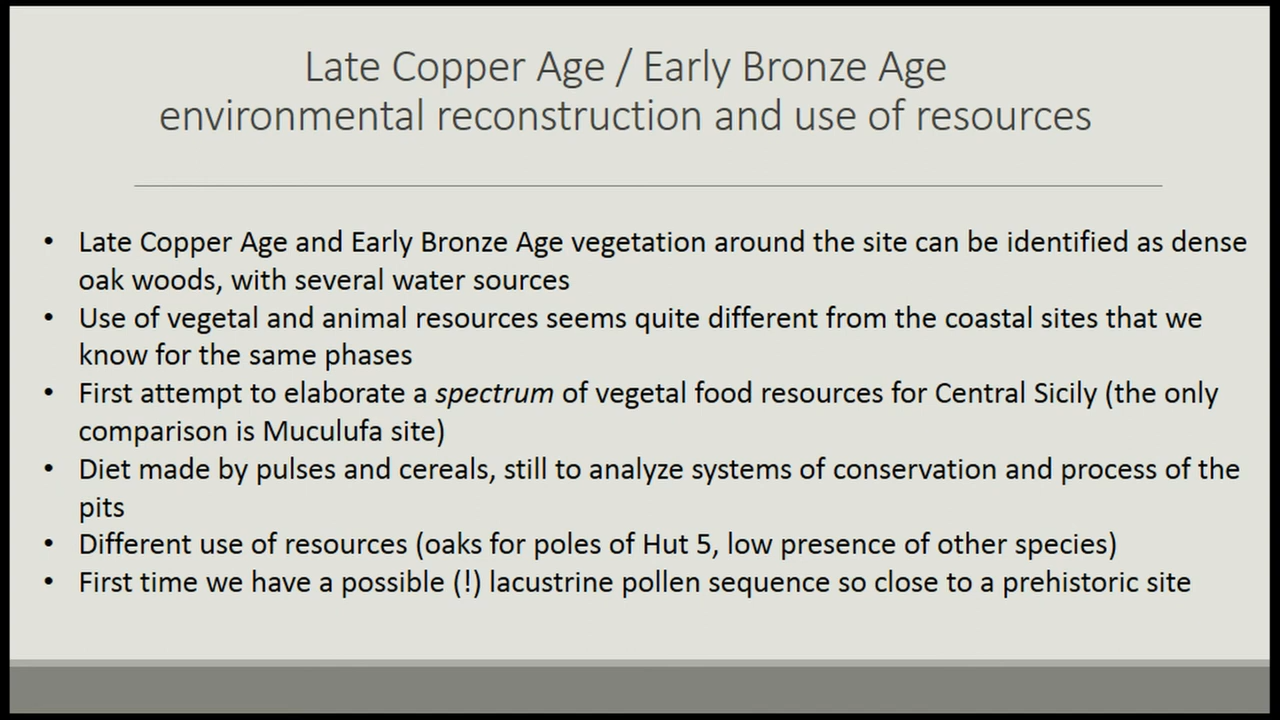 Late Copper Age / Early Bronze Age
environmental reconstruction and use of resources
• Late Copper Age and Early Bronze Age vegetation around the site can be identified as dense
oak woods, with several water sources
• Use of vegetal and animal resources seems quite different from the coastal sites that we
know for the same phases
• First attempt to elaborate a spectrum of vegetal food resources for Central Sicily (the only
comparison is Muculufa site)
• Diet made by pulses and cereals, still to analyze systems of conservation and process of the
pits
• Different use of resources (oaks for poles of Hut 5, low presence of other species)
• First time we have a possible (!) lacustrine pollen sequence so close to a prehistoric site